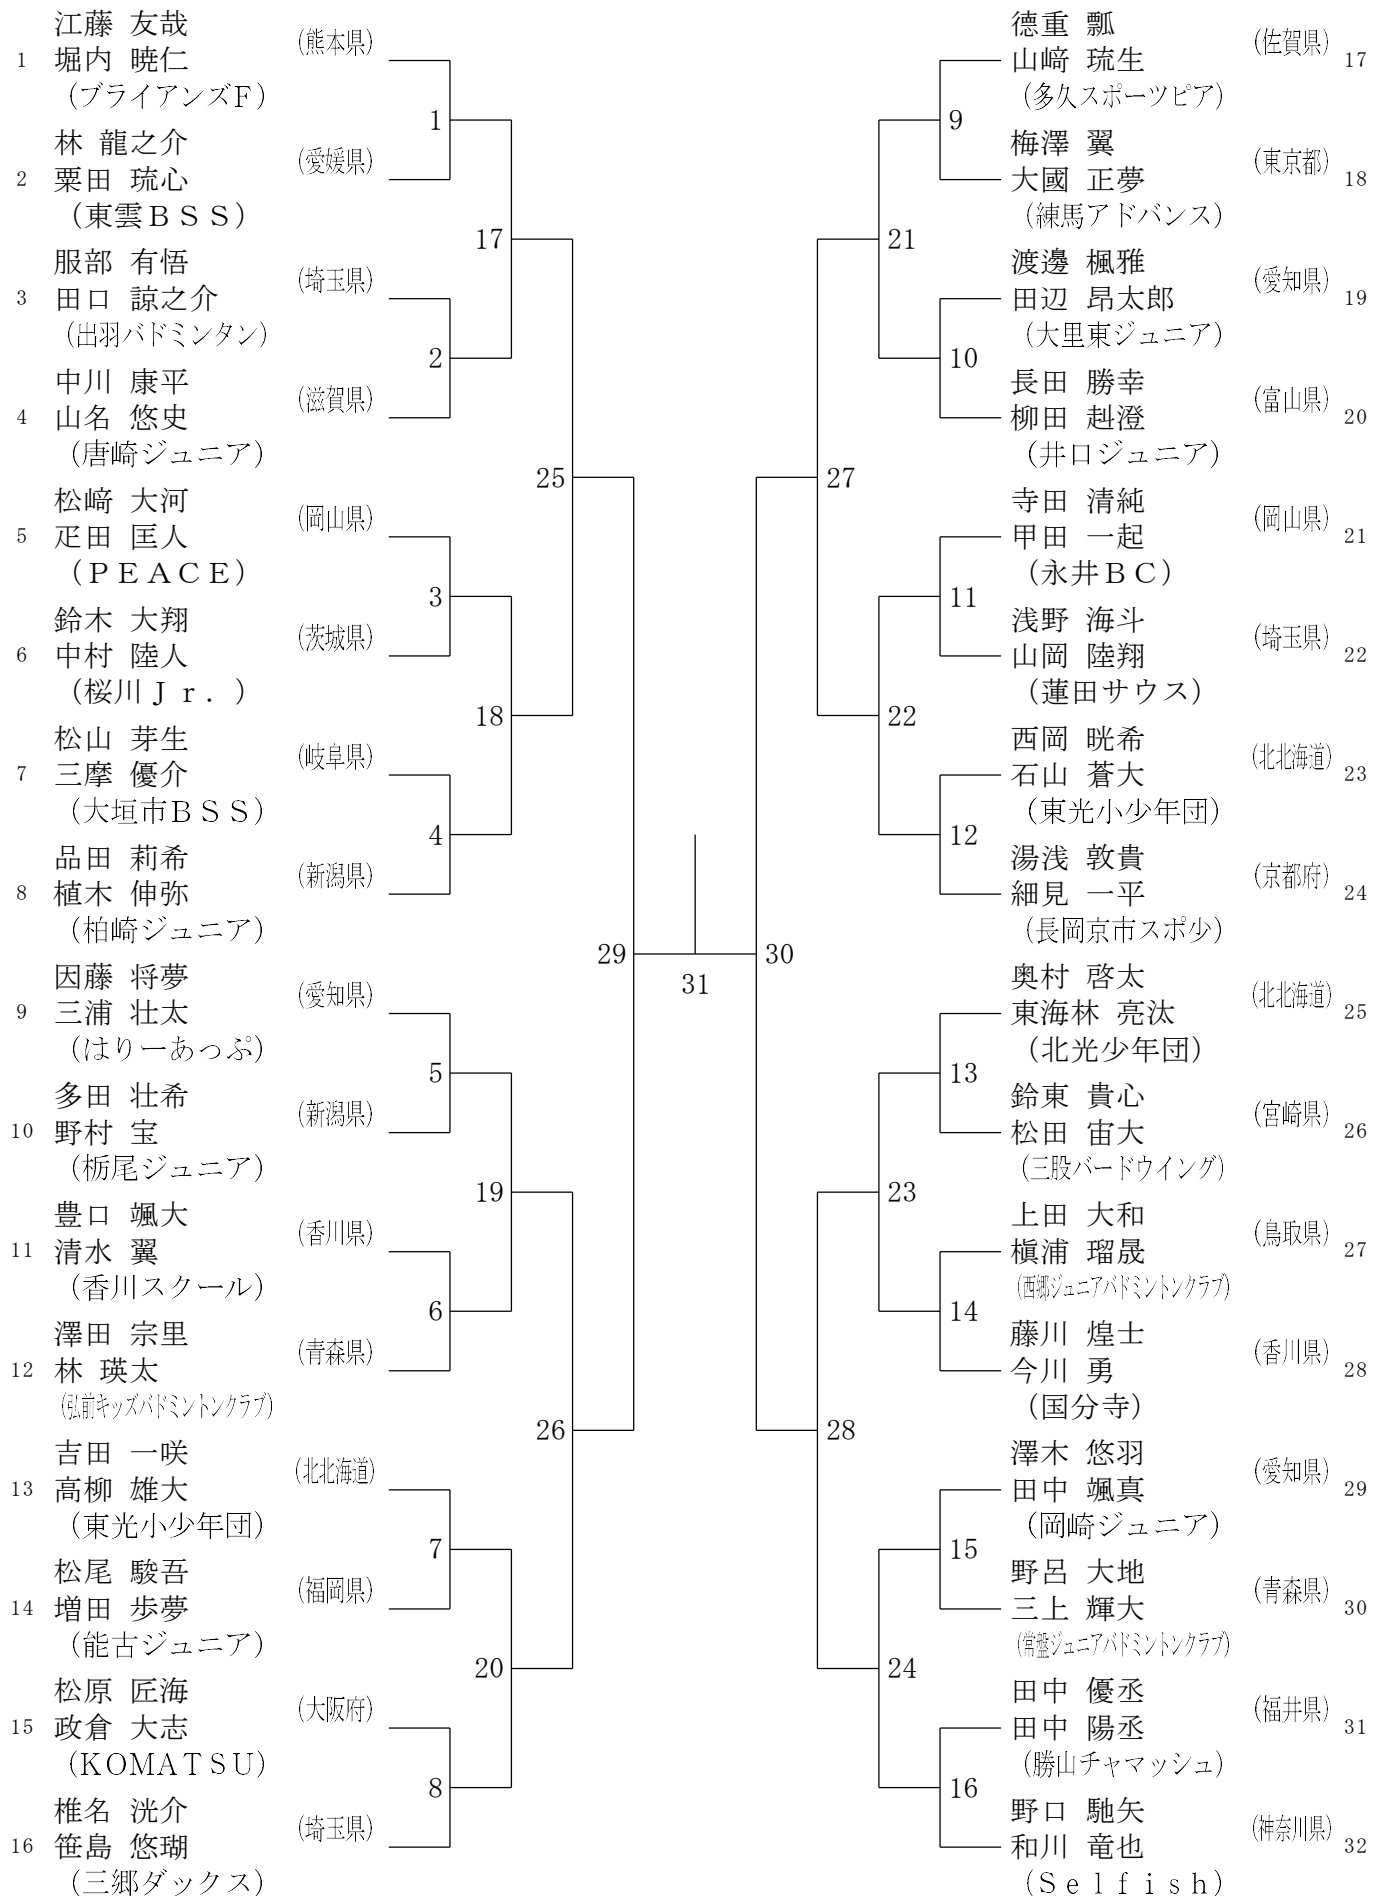 江藤 友哉
(熊本県)
1 堀内 暁仁
(ブライアンズF)
林 龍之介
(愛媛県)
2 粟田 琉心
(東雲BSS)
服部 有悟
(埼玉県)
3 田口 諒之介
(出羽バドミンタン)
中川 康平
(滋賀県)
4 山名 悠史
(唐崎ジュニア)
松﨑 大河
(岡山県)
5 疋田 匡人
(PEACE)
鈴木 大翔
(茨城県)
6 中村 陸人
(桜川Jr.)
松山 芽生
(岐阜県)
7 三摩 優介
(大垣市BSS)
品田 莉希
(新潟県)
8 植木 伸弥
(柏崎ジュニア)
因藤 将夢
(愛知県)
9 三浦 壮太
(はりーあっぷ)
多田 壮希
(新潟県)
10 野村 宝
(栃尾ジュニア)
豊口 颯大
(香川県)
11 清水 翼
(香川スクール)
澤田 宗里
(青森県)
12 林 瑛太
(弘前キッズバドミントンクラブ)
吉田 一咲
(北北海道)
13 高柳 雄大
(東光小少年団)
松尾 駿吾
(福岡県)
14 増田 歩夢
(能古ジュニア)
松原 匠海
(大阪府)
15 政倉 大志
(KOMATSU)
椎名 洸介
(埼玉県)
16 笹島 悠瑚
(三郷ダックス)
1
2
3
4
5
6
7
8
17
18
19
20
25
26
29
31
30
27
28
21
22
23
24
9
10
11
12
13
14
15
16
德重 瓢
(佐賀県)
山﨑 琉生 17
(多久スポーツピア)
梅澤 翼
(東京都)
大國 正夢 18
(練馬アドバンス)
渡邊 楓雅
(愛知県)
田辺 昂太郎 19
(大里東ジュニア)
長田 勝幸
(富山県)
柳田 赳澄 20
(井口ジュニア)
寺田 清純
(岡山県)
甲田 一起 21
(永井BC)
浅野 海斗
(埼玉県)
山岡 陸翔 22
(蓮田サウス)
西岡 晄希
(北北海道)
石山 蒼大 23
(東光小少年団)
湯浅 敦貴
(京都府)
細見 一平 24
(長岡京市スポ少)
奥村 啓太
(北北海道)
東海林 亮汰 25
(北光少年団)
鈴東 貴心
(宮崎県)
松田 宙大 26
(三股バードウイング)
上田 大和
(鳥取県)
槇浦 瑠晟 27
(西郷ジュニアバドミントンクラブ)
藤川 煌士
(香川県)
今川 勇 28
(国分寺)
澤木 悠羽
(愛知県)
田中 颯真 29
(岡崎ジュニア)
野呂 大地
(青森県)
三上 輝大 30
(常盤ジュニアバドミントンクラブ)
田中 優丞
(福井県)
田中 陽丞 31
(勝山チャマッシュ)
野口 馳矢
(神奈川県)
和川 竜也 32
(Selfish)